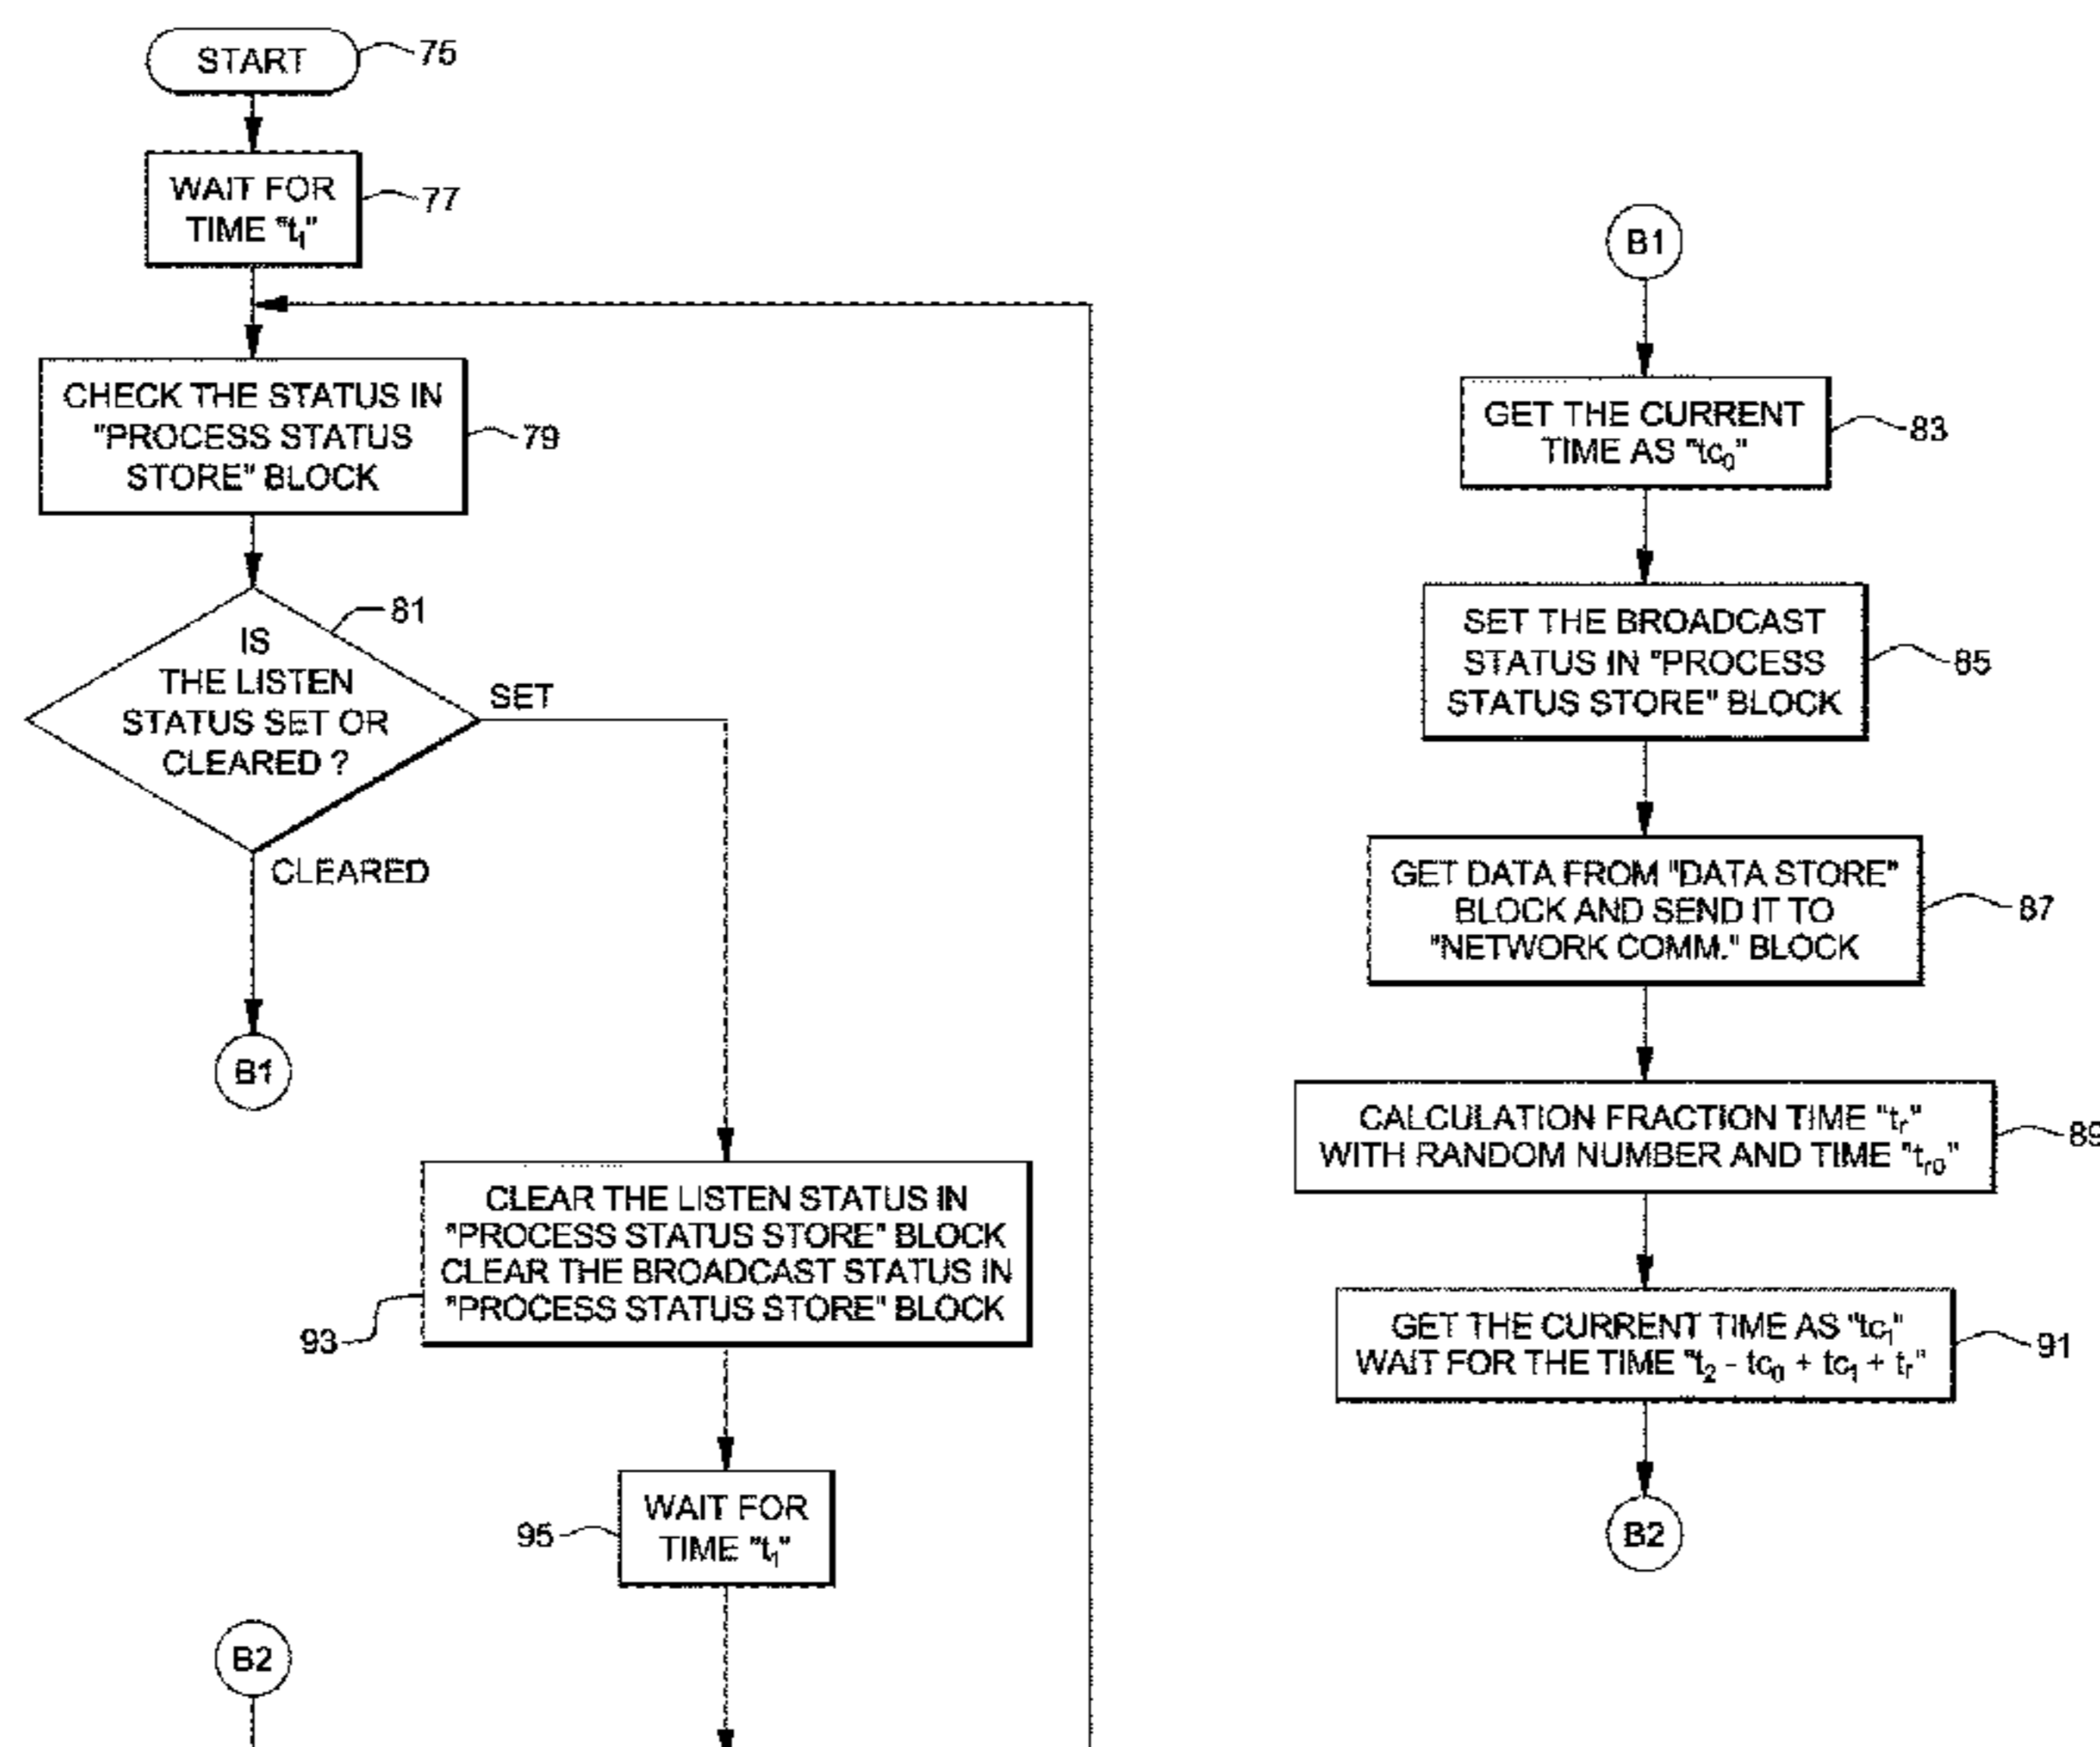 START
75
WAIT FOR
TIME "t₁"
77
CHECK THE STATUS IN
"PROCESS STATUS
STORE" BLOCK
79
IS
THE LISTEN
STATUS SET OR
CLEARED ?
81
SET
CLEARED
B1
CLEAR THE LISTEN STATUS IN
"PROCESS STATUS STORE" BLOCK
CLEAR THE BROADCAST STATUS IN
"PROCESS STATUS STORE" BLOCK
93
WAIT FOR
TIME "t₁"
95
B2
B1
GET THE CURRENT
TIME AS "tc₀"
83
SET THE BROADCAST
STATUS IN "PROCESS
STATUS STORE" BLOCK
85
GET DATA FROM "DATA STORE"
BLOCK AND SEND IT TO
"NETWORK COMM." BLOCK
87
CALCULATION FRACTION TIME "tᵣ"
WITH RANDOM NUMBER AND TIME "tᵣ₀"
89
GET THE CURRENT TIME AS "tc₁"
WAIT FOR THE TIME "t₂ - tc₀ + tc₁ + tᵣ"
91
B2